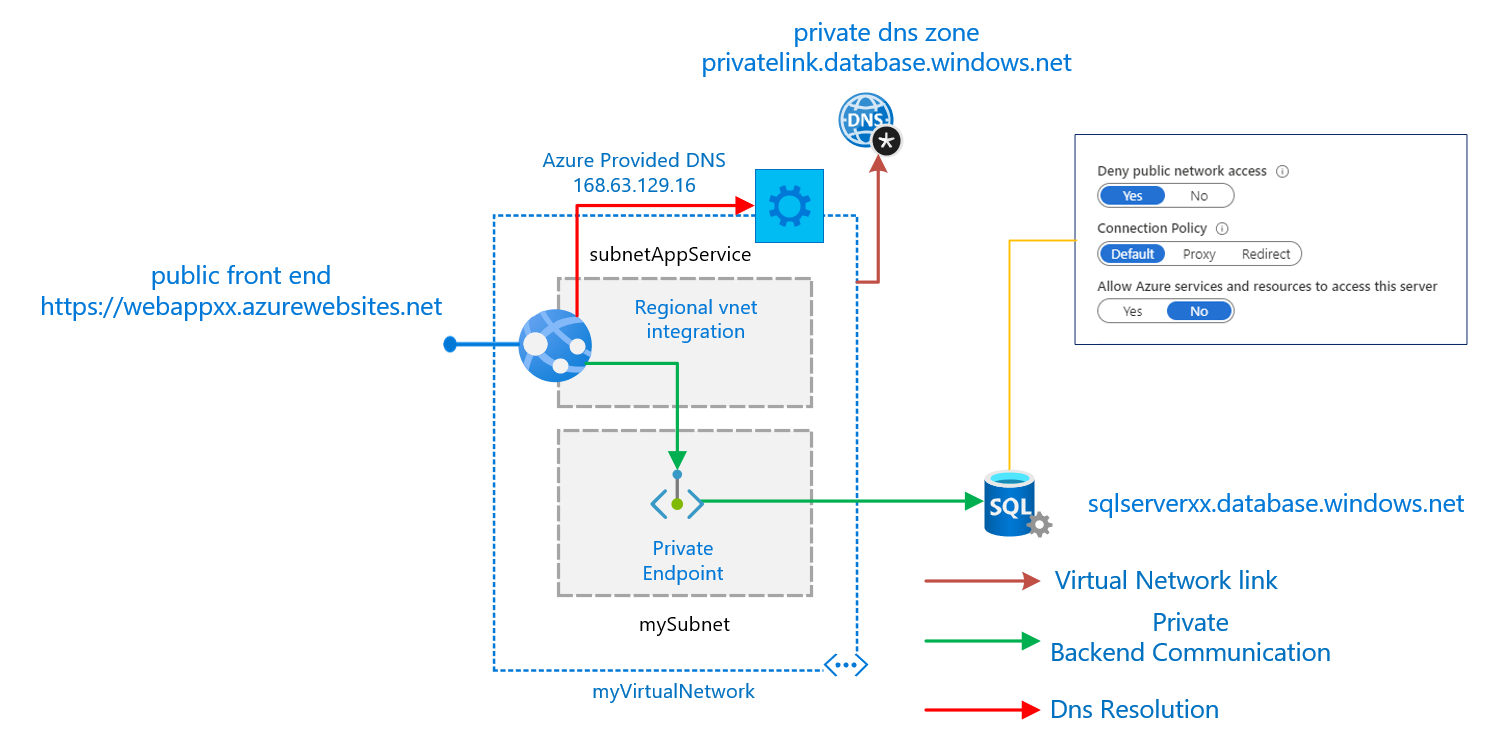 private dns zone
privatelink.database.windows.net
DNS
Azure Provided DNS
168.63.129.16
Deny public network access
Yes No
Connection Policy
Default Proxy Redirect
Allow Azure services and resources to access this server
Yes No
public front end
https://webappxx.azurewebsites.net
subnetAppService
Regional vnet
integration
Private
Endpoint
mySubnet
myVirtualNetwork
SQL
sqlserverxx.database.windows.net
Virtual Network link
Private
Backend Communication
Dns Resolution